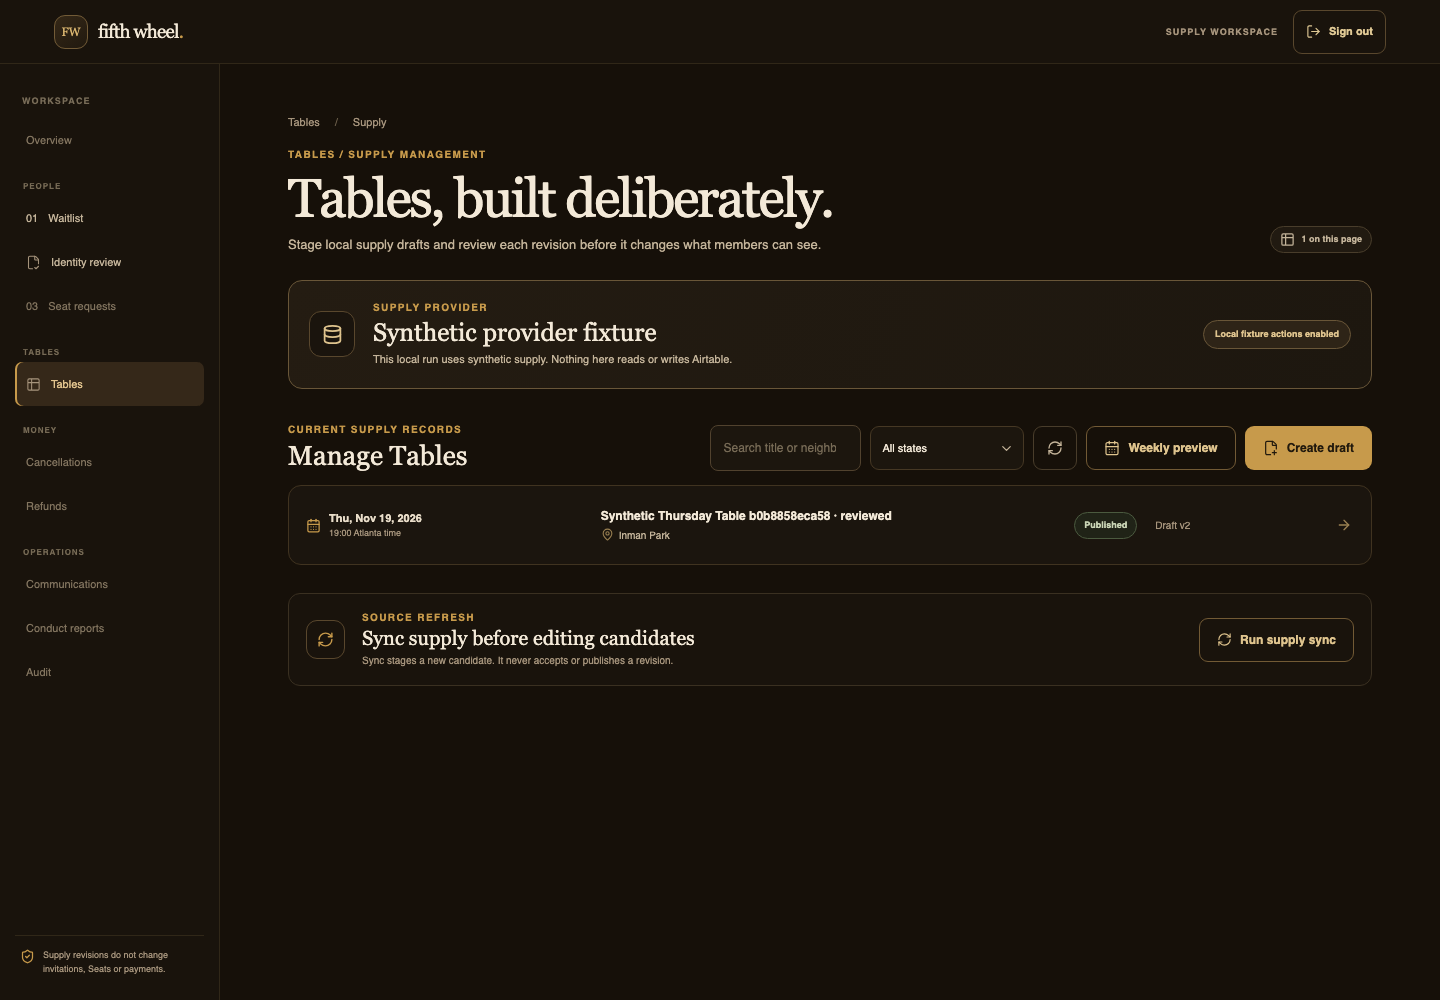 FW
fifth wheel.
SUPPLY WORKSPACE
Sign out
WORKSPACE
Overview
PEOPLE
01 Waitlist
Identity review
03 Seat requests
TABLES
Tables
MONEY
Cancellations
Refunds
OPERATIONS
Communications
Conduct reports
Audit
Supply revisions do not change
invitations, Seats or payments.
Tables / Supply
TABLES / SUPPLY MANAGEMENT
Tables, built deliberately.
Stage local supply drafts and review each revision before it changes what members can see.
1 on this page
SUPPLY PROVIDER
Synthetic provider fixture
This local run uses synthetic supply. Nothing here reads or writes Airtable.
Local fixture actions enabled
CURRENT SUPPLY RECORDS
Manage Tables
Search title or neighb
All states
Weekly preview
Create draft
Thu, Nov 19, 2026
19:00 Atlanta time
Synthetic Thursday Table b0b8858eca58 · reviewed
Inman Park
Published
Draft v2
SOURCE REFRESH
Sync supply before editing candidates
Sync stages a new candidate. It never accepts or publishes a revision.
Run supply sync